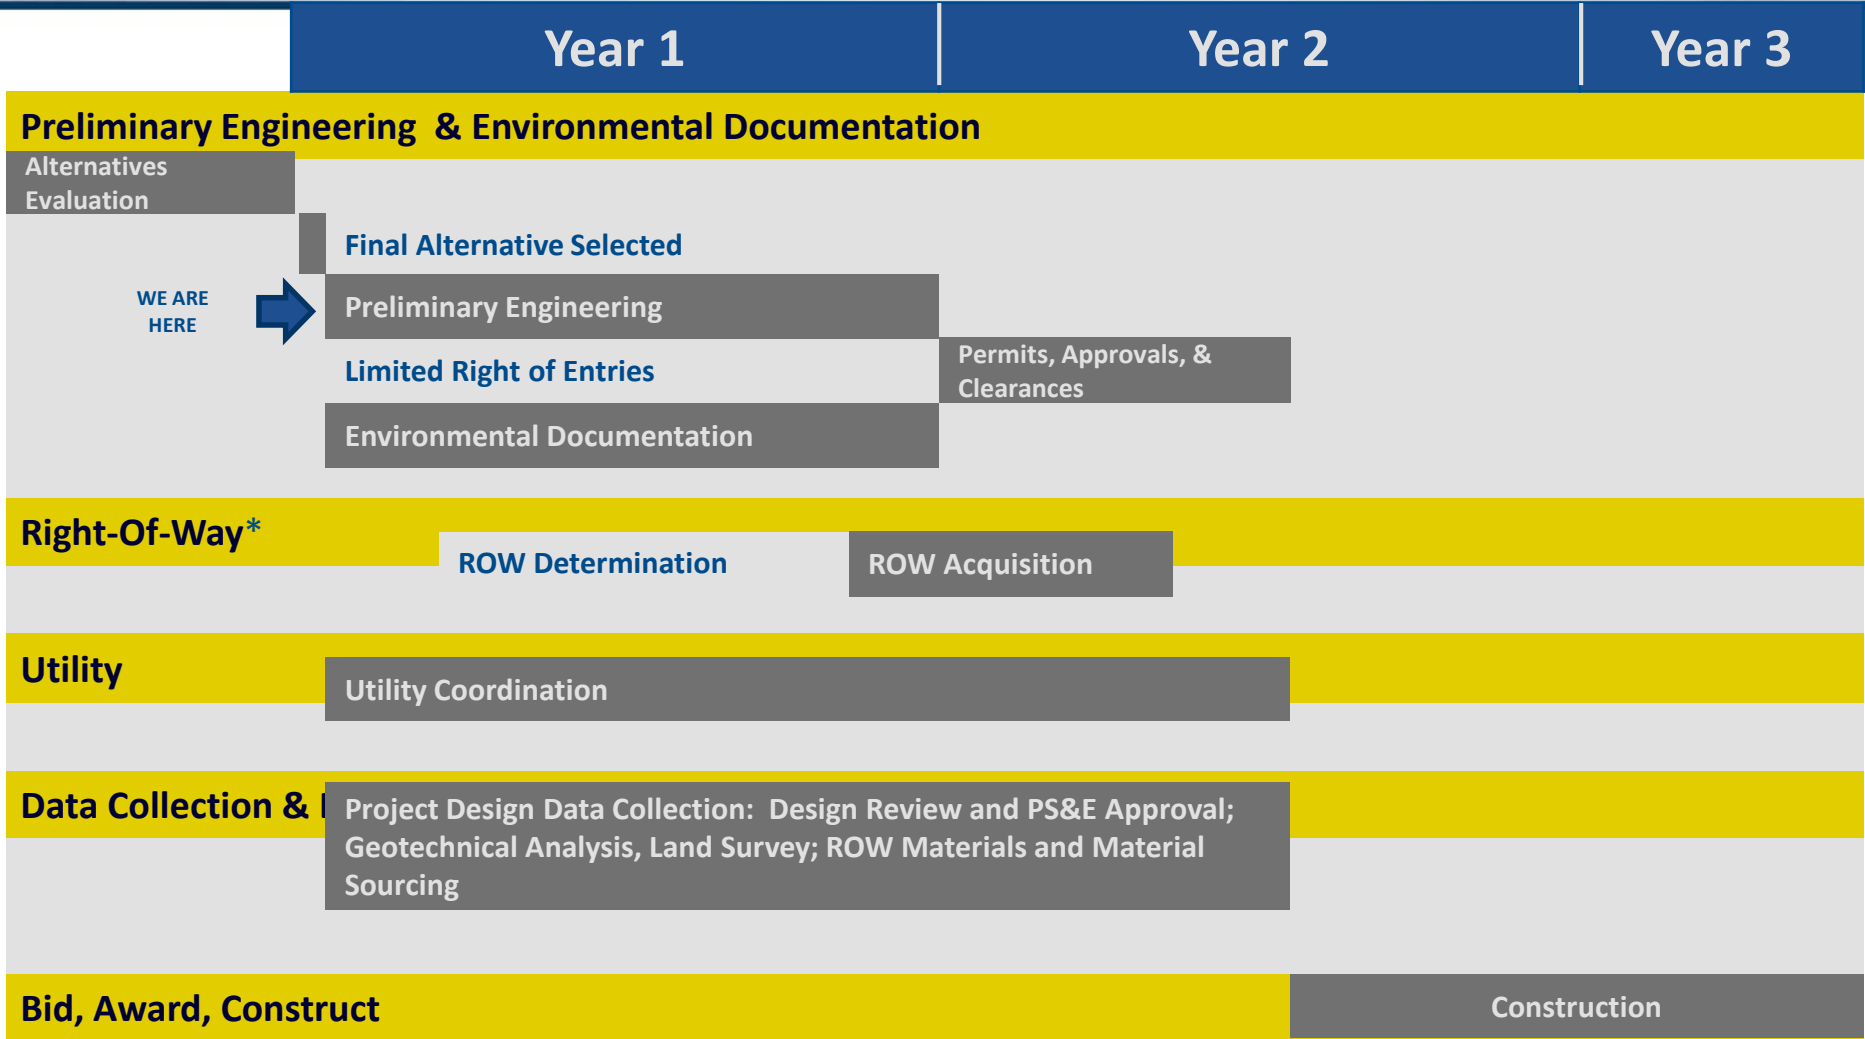 Year 1
Year 2
Year 3
Preliminary Engineering & Environmental Documentation
Alternatives
Evaluation
Final Alternative Selected
WE ARE
HERE
Preliminary Engineering
Limited Right of Entries
Permits, Approvals, &
Clearances
Environmental Documentation
Right-Of-Way*
ROW Determination
ROW Acquisition
Utility
Utility Coordination
Data Collection &
Project Design Data Collection: Design Review and PS&E Approval;
Geotechnical Analysis, Land Survey; ROW Materials and Material
Sourcing
Bid, Award, Construct
Construction